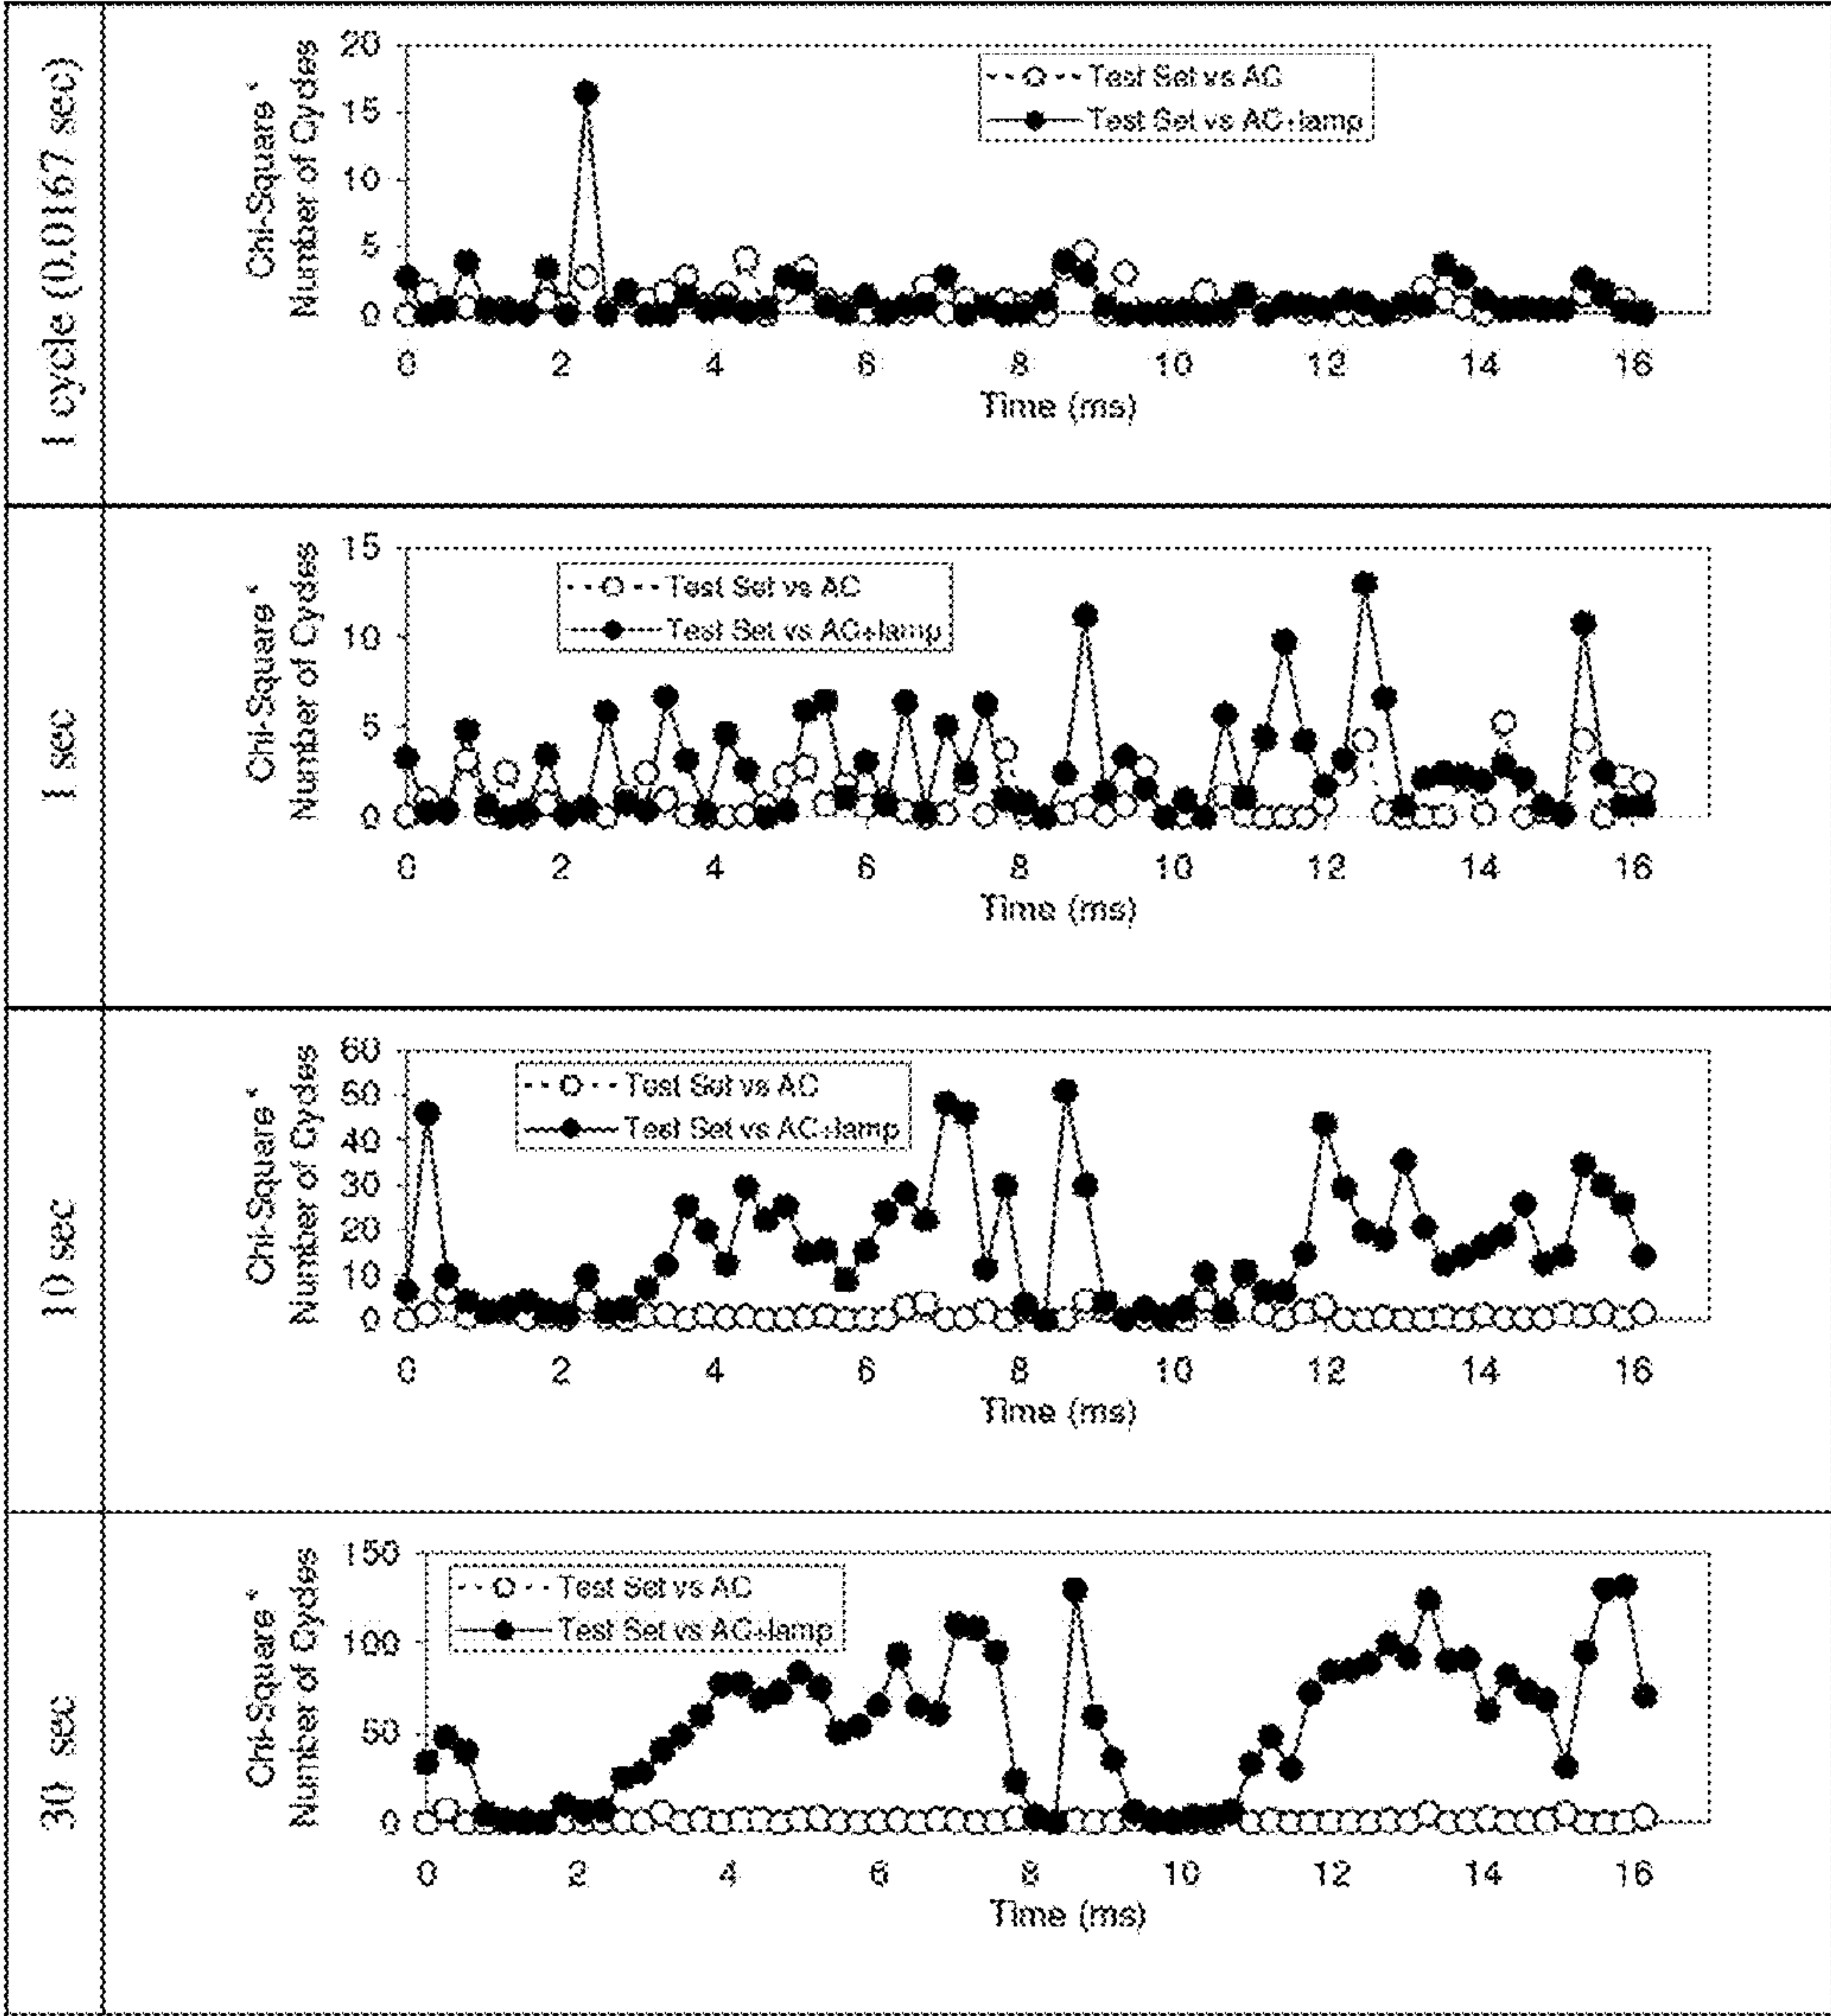 1 cycle (0.0167 sec)
Chi-Square*
Number of Cycles
20
15
10
5
0
Test Set vs AC
Test Set vs AC+lamp
0 2 4 6 8 10 12 14 16
Time (ms)
1 sec
Chi-Square*
Number of Cycles
15
10
5
0
Test Set vs AC
Test Set vs AC+lamp
0 2 4 6 8 10 12 14 16
Time (ms)
10 sec
Chi-Square*
Number of Cycles
60
50
40
30
20
10
0
Test Set vs AC
Test Set vs AC+lamp
0 2 4 6 8 10 12 14 16
Time (ms)
30 sec
Chi-Square*
Number of Cycles
150
100
50
0
Test Set vs AC
Test Set vs AC+lamp
0 2 4 6 8 10 12 14 16
Time (ms)